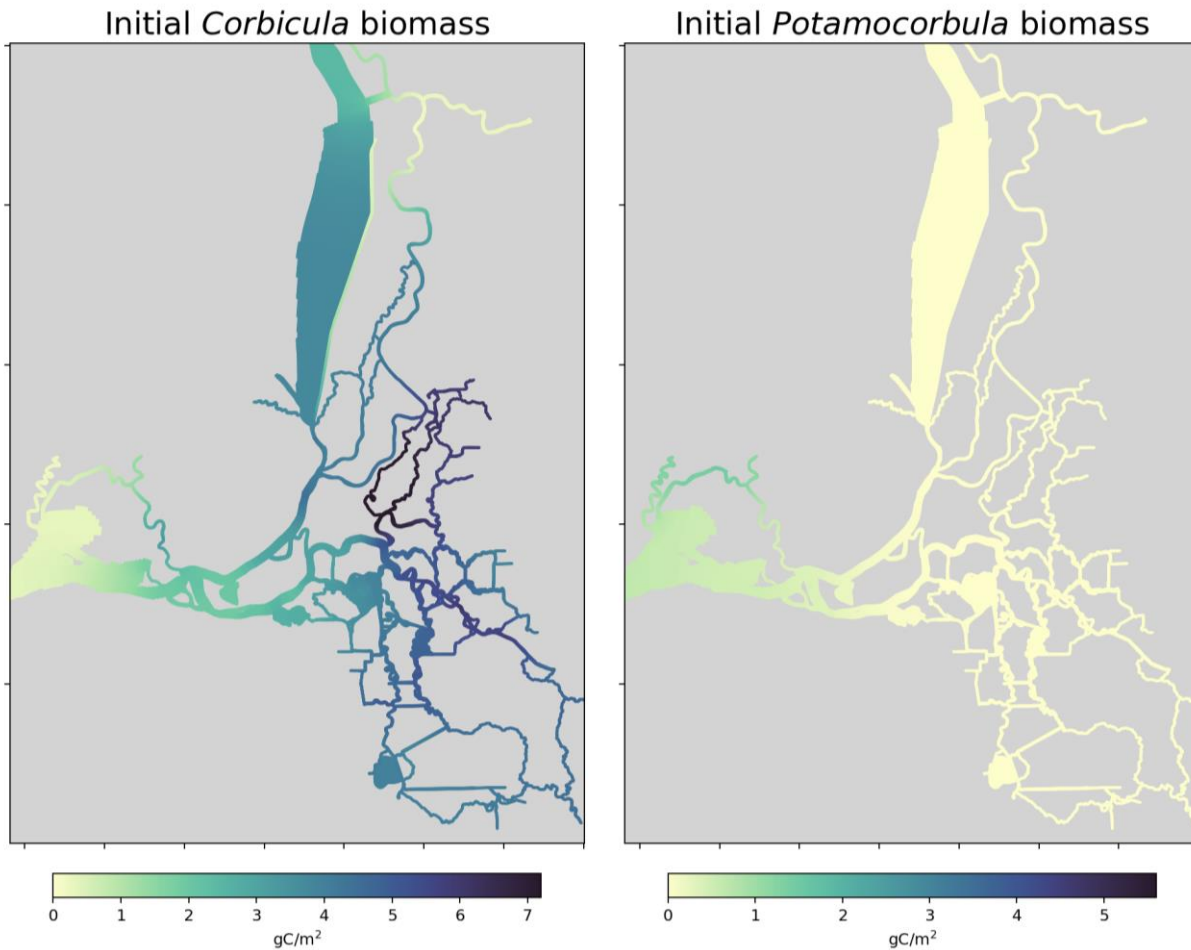 Initial Corbicula biomass
Initial Potamocorbula biomass
0 1 2 3 4 5 6 7
gC/m²
0 1 2 3 4 5
gC/m²